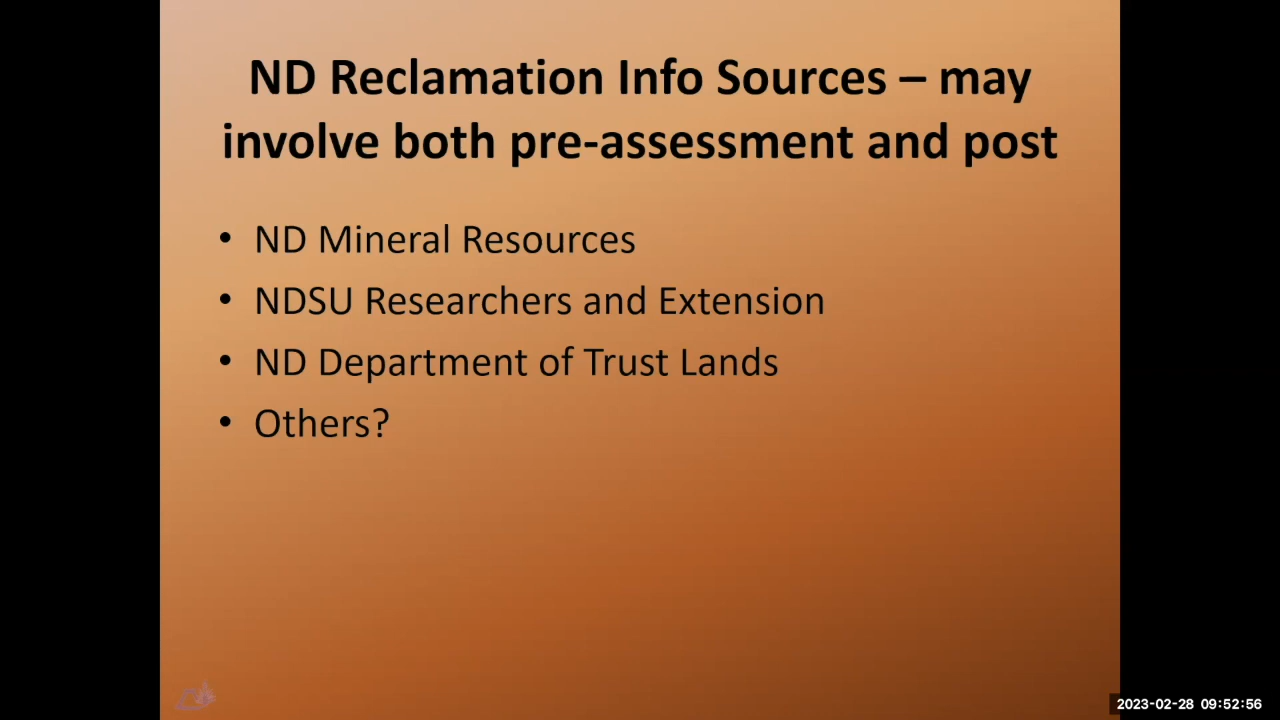 ND Reclamation Info Sources – may
involve both pre-assessment and post
• ND Mineral Resources
• NDSU Researchers and Extension
• ND Department of Trust Lands
• Others?
2023-02-28 09:52:56